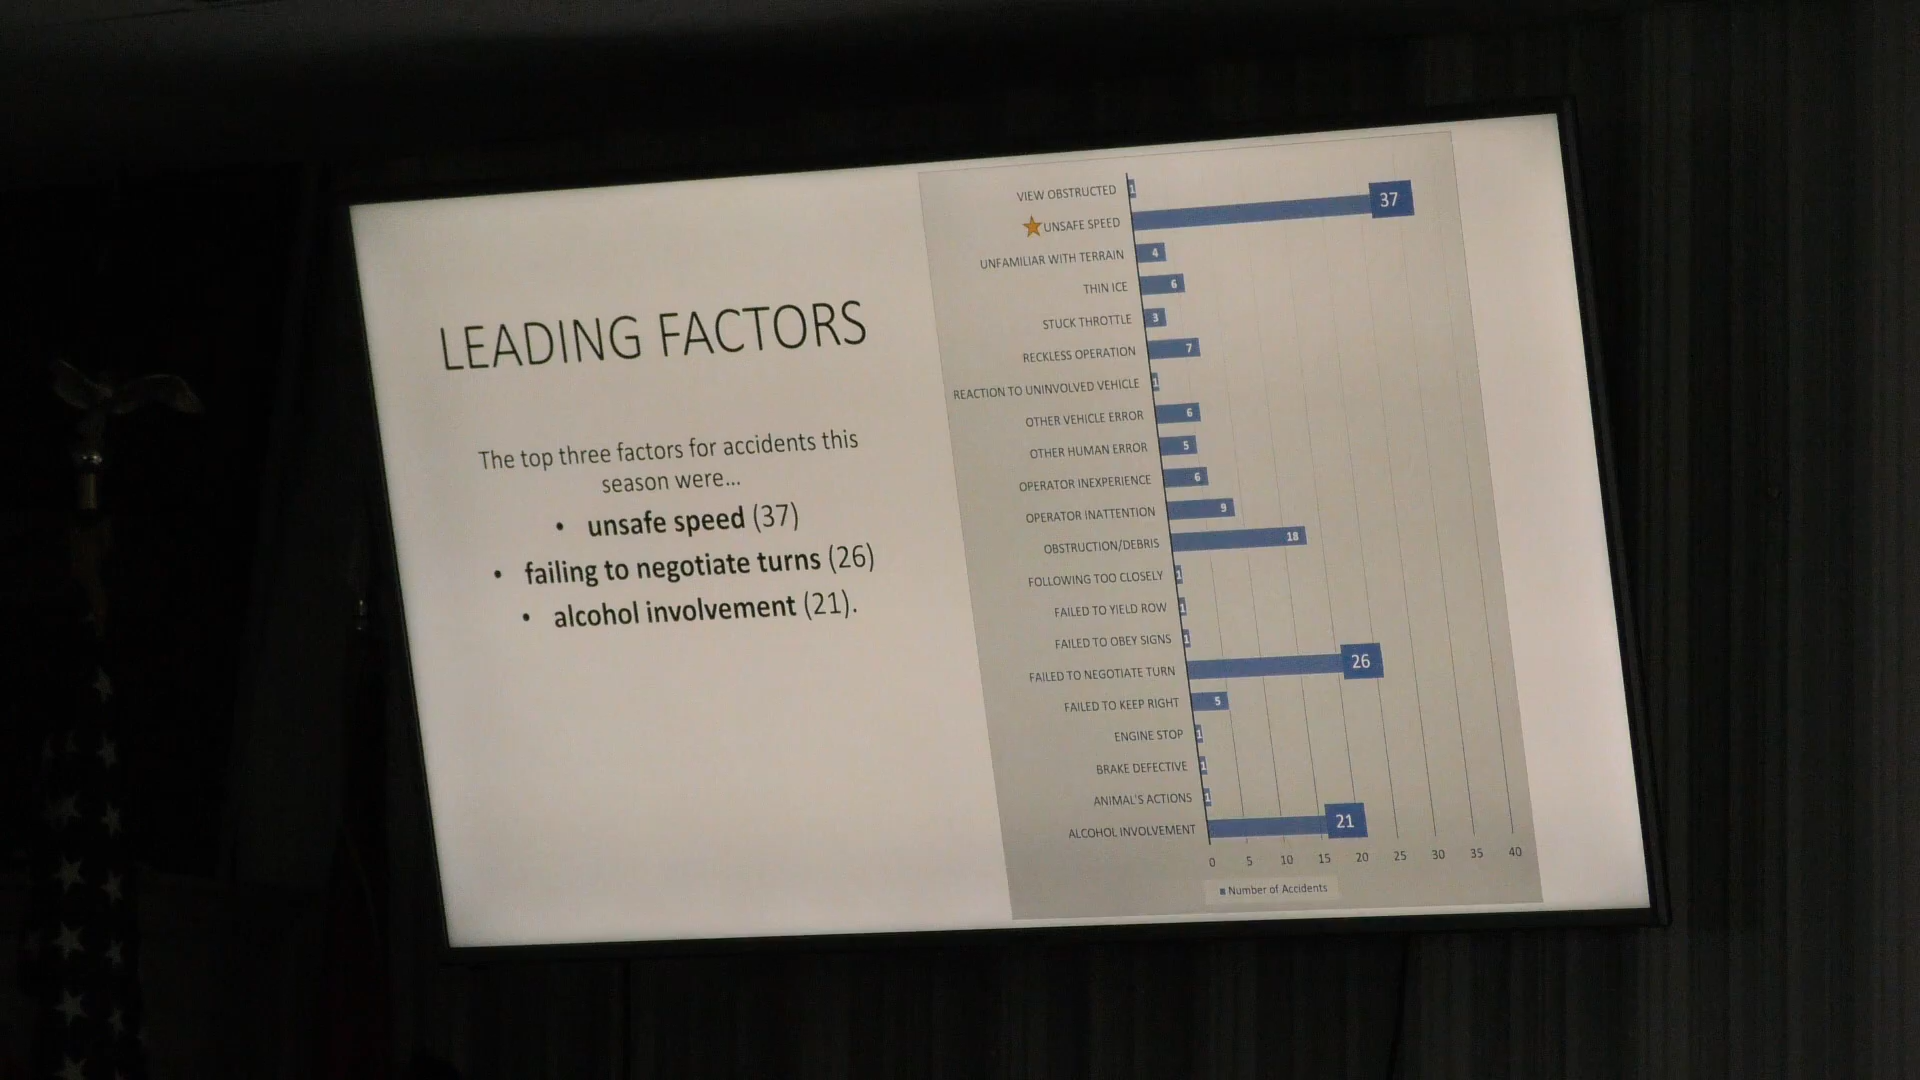 LEADING FACTORS
The top three factors for accidents this
season were...
• unsafe speed (37)
• failing to negotiate turns (26)
• alcohol involvement (21).
VIEW OBSTRUCTED 1
UNSAFE SPEED 37
UNFAMILIAR WITH TERRAIN 4
THIN ICE 6
STUCK THROTTLE 3
RECKLESS OPERATION 7
REACTION TO UNINVOLVED VEHICLE 1
OTHER VEHICLE ERROR 6
OTHER HUMAN ERROR 5
OPERATOR INEXPERIENCE 6
OPERATOR INATTENTION 9
OBSTRUCTION/DEBRIS 18
FOLLOWING TOO CLOSELY 1
FAILED TO YIELD ROW 1
FAILED TO OBEY SIGNS 1
FAILED TO NEGOTIATE TURN 26
FAILED TO KEEP RIGHT 5
ENGINE STOP 1
BRAKE DEFECTIVE 1
ANIMAL'S ACTIONS 1
ALCOHOL INVOLVEMENT 21
0 5 10 15 20 25 30 35 40
Number of Accidents